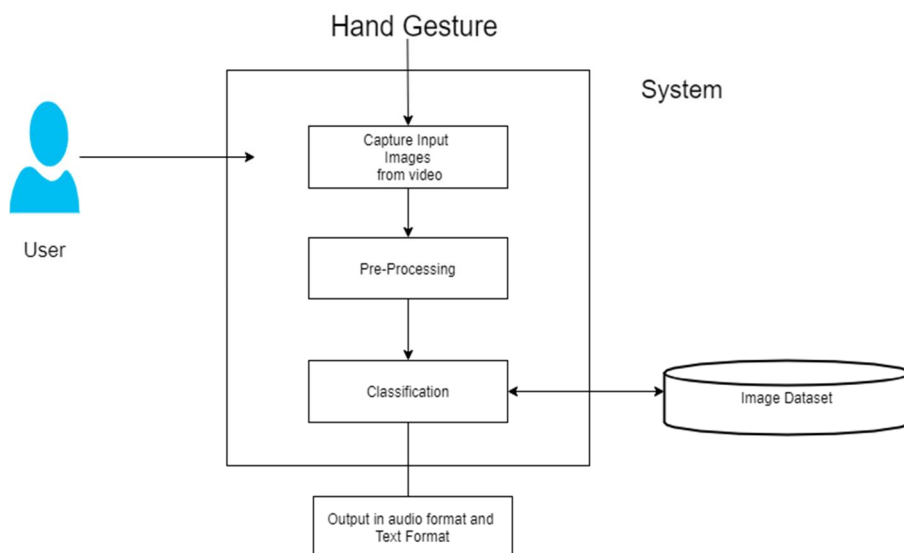 Hand Gesture
System
Capture Input
Images
from video
User
Pre-Processing
Classification
Image Dataset
Output in audio format and
Text Format